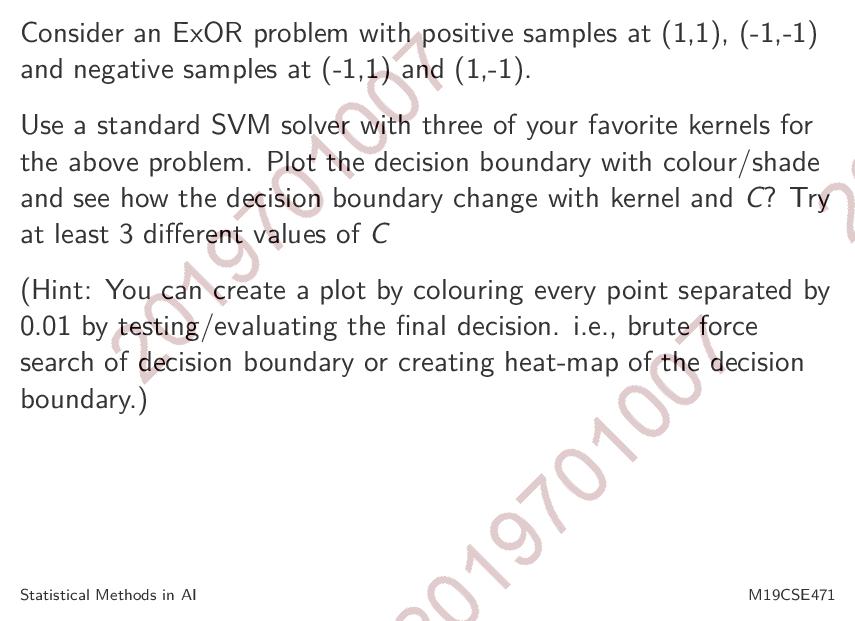 Consider an ExOR problem with positive samples at (1,1), (-1,-1)
and negative samples at (-1,1) and (1,-1).
Use a standard SVM solver with three of your favorite kernels for
the above problem. Plot the decision boundary with colour/shade
and see how the decision boundary change with kernel and C? Try
at least 3 different values of C
(Hint: You can create a plot by colouring every point separated by
0.01 by testing/evaluating the final decision. i.e., brute force
search of decision boundary or creating heat-map of the decision
boundary.)
2019701007
2019701007
Statistical Methods in AI
M19CSE471